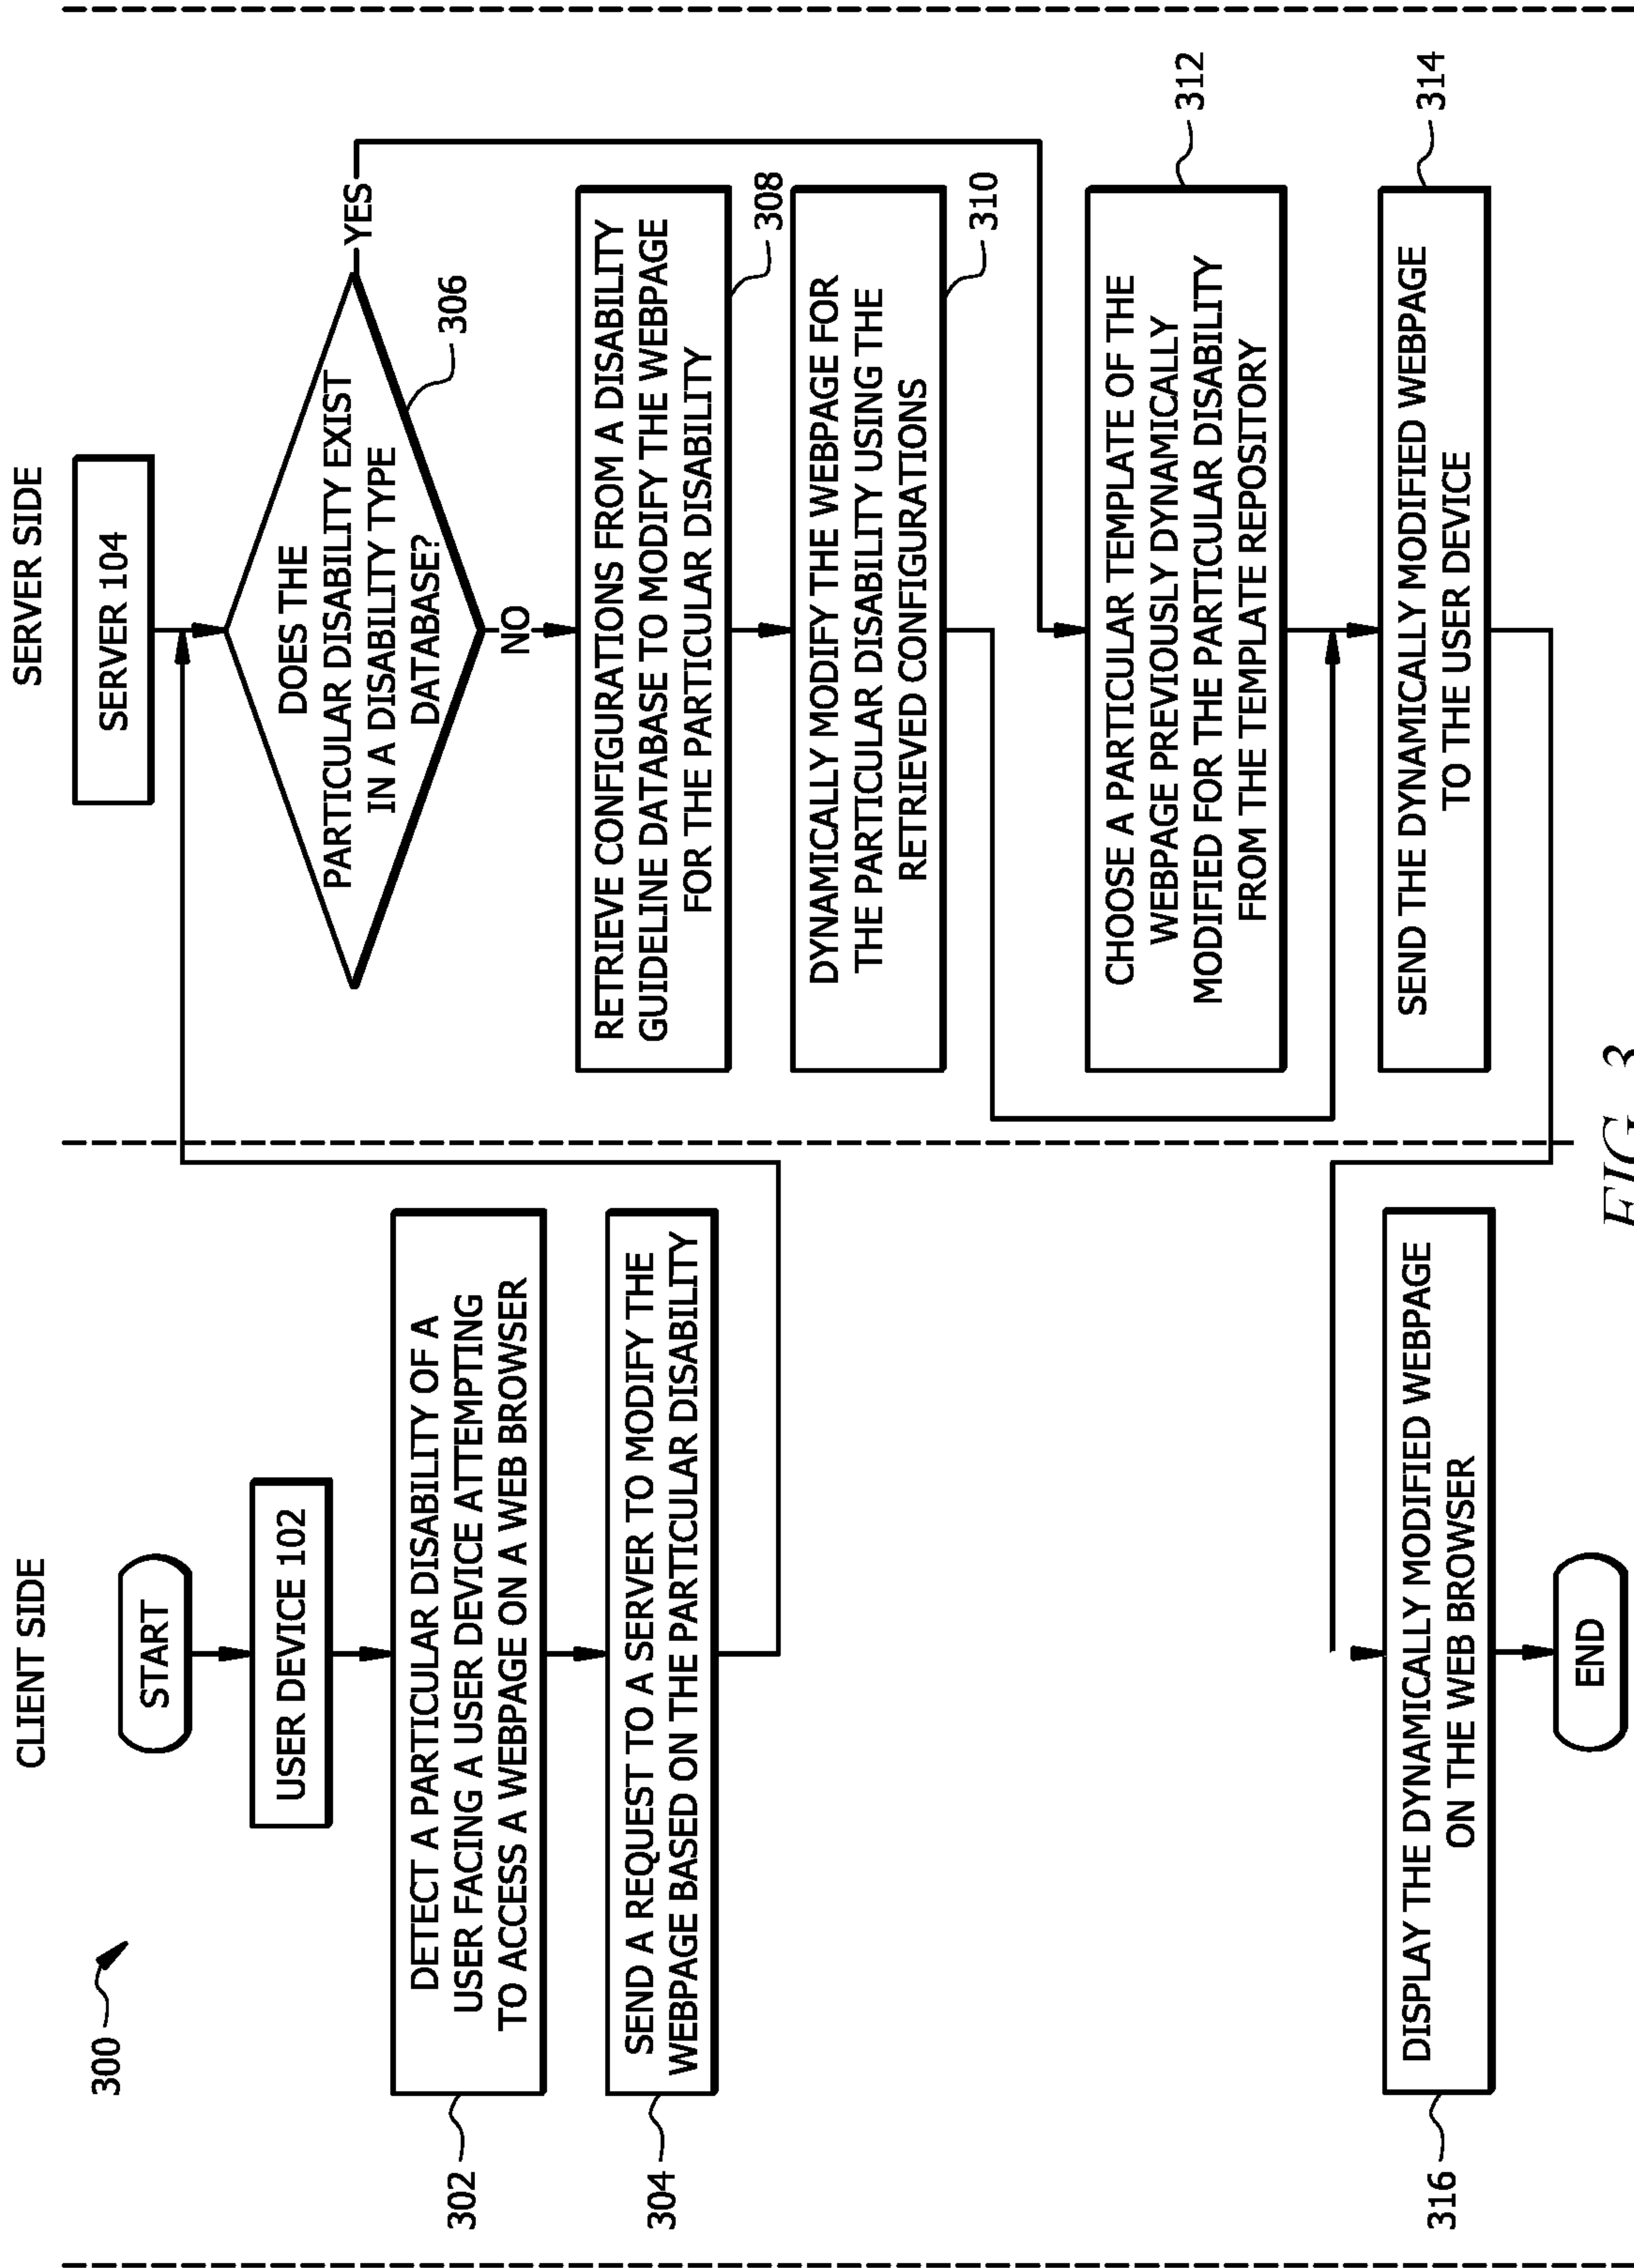 300
CLIENT SIDE
START
USER DEVICE 102
DETECT A PARTICULAR DISABILITY OF A
USER FACING A USER DEVICE ATTEMPTING
TO ACCESS A WEBPAGE ON A WEB BROWSER
302
SEND A REQUEST TO A SERVER TO MODIFY THE
WEBPAGE BASED ON THE PARTICULAR DISABILITY
304
SERVER SIDE
SERVER 104
DOES THE
PARTICULAR DISABILITY EXIST
IN A DISABILITY TYPE
DATABASE?
306
YES
NO
RETRIEVE CONFIGURATIONS FROM A DISABILITY
GUIDELINE DATABASE TO MODIFY THE WEBPAGE
FOR THE PARTICULAR DISABILITY
308
DYNAMICALLY MODIFY THE WEBPAGE FOR
THE PARTICULAR DISABILITY USING THE
RETRIEVED CONFIGURATIONS
310
CHOOSE A PARTICULAR TEMPLATE OF THE
WEBPAGE PREVIOUSLY DYNAMICALLY
MODIFIED FOR THE PARTICULAR DISABILITY
FROM THE TEMPLATE REPOSITORY
312
SEND THE DYNAMICALLY MODIFIED WEBPAGE
TO THE USER DEVICE
314
DISPLAY THE DYNAMICALLY MODIFIED WEBPAGE
ON THE WEB BROWSER
316
END
FIG. 3